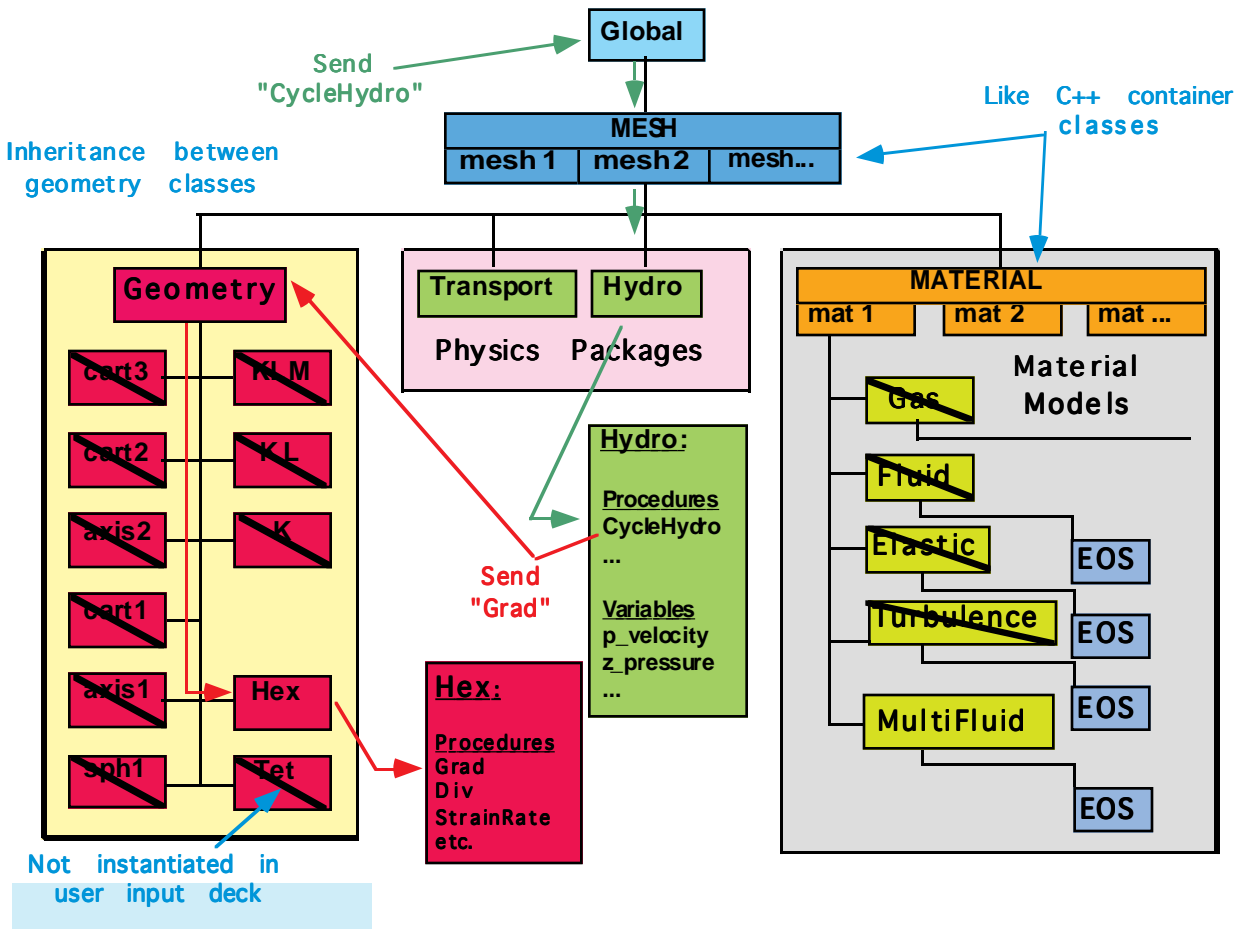 Global
Send
"CycleHydro"
Like C++ container
classes
MESH
mesh 1 mesh 2 mesh...
Inheritance between
geometry classes
Geometry
cart3 KLM
cart2 KL
axis2 K
cart1
axis1 Hex
sph1 Tet
Not instantiated in
user input deck
Transport Hydro
Physics Packages
Send
"Grad"
Hydro:
Procedures
CycleHydro
...
Variables
p_velocity
z_pressure
...
Hex:
Procedures
Grad
Div
StrainRate
etc.
MATERIAL
mat 1 mat 2 mat ...
Material
Models
Gas
Fluid
EOS
Elastic
EOS
Turbulence
EOS
MultiFluid
EOS